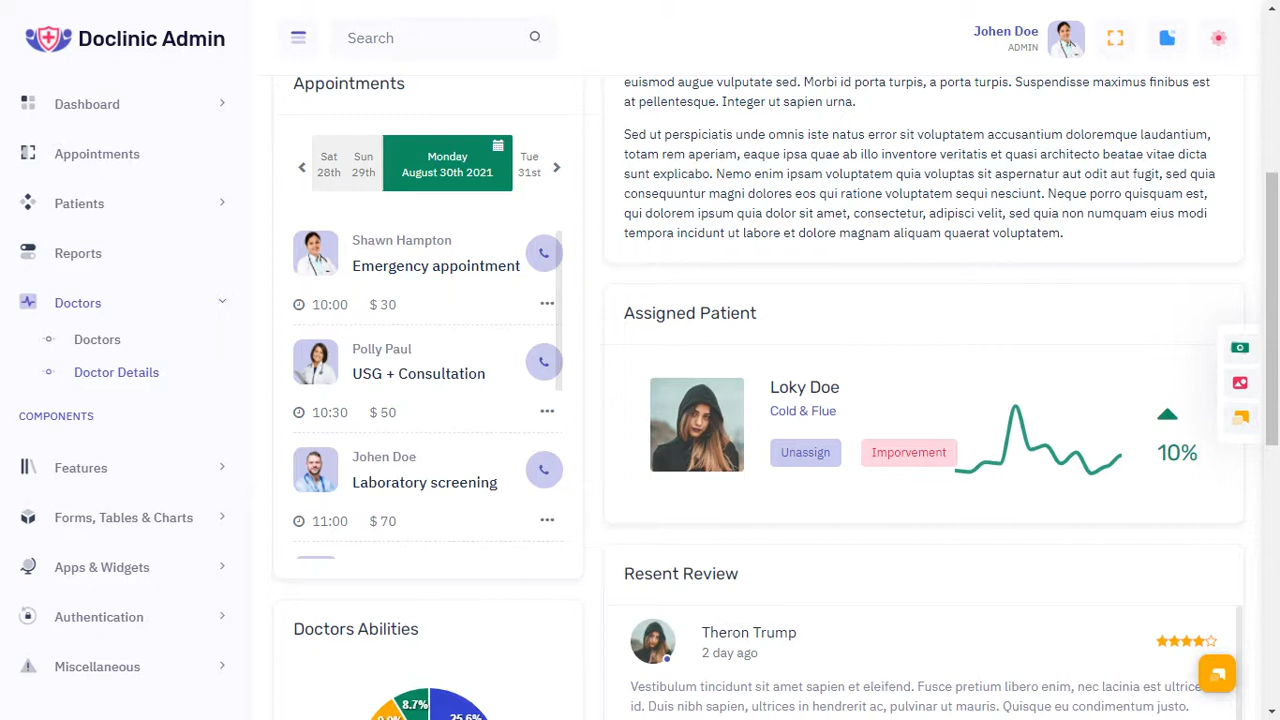 Doclinic Admin
Search
Johen Doe
ADMIN
Dashboard
Appointments
Patients
Reports
Doctors
Doctors
Doctor Details
COMPONENTS
Features
Forms, Tables & Charts
Apps & Widgets
Authentication
Miscellaneous
Appointments
Sat
28th
Sun
29th
Monday
August 30th 2021
Tue
31st
Shawn Hampton
Emergency appointment
10:00 $ 30
Polly Paul
USG + Consultation
10:30 $ 50
Johen Doe
Laboratory screening
11:00 $ 70
Doctors Abilities
8.7%
25.6%
euismod augue vulputate sed. Morbi id porta turpis, a porta turpis. Suspendisse maximus finibus est
at pellentesque. Integer ut sapien urna.
Sed ut perspiciatis unde omnis iste natus error sit voluptatem accusantium doloremque laudantium,
totam rem aperiam, eaque ipsa quae ab illo inventore veritatis et quasi architecto beatae vitae dicta
sunt explicabo. Nemo enim ipsam voluptatem quia voluptas sit aspernatur aut odit aut fugit, sed quia
consequuntur magni dolores eos qui ratione voluptatem sequi nesciunt. Neque porro quisquam est,
qui dolorem ipsum quia dolor sit amet, consectetur, adipisci velit, sed quia non numquam eius modi
tempora incidunt ut labore et dolore magnam aliquam quaerat voluptatem.
Assigned Patient
Loky Doe
Cold & Flue
Unassign
Imporvement
10%
Resent Review
Theron Trump
2 day ago
Vestibulum tincidunt sit amet sapien et eleifend. Fusce pretium libero enim, nec lacinia est ultrice
id. Duis nibh sapien, ultrices in hendrerit ac, pulvinar ut mauris. Quisque eu condimentum justo.